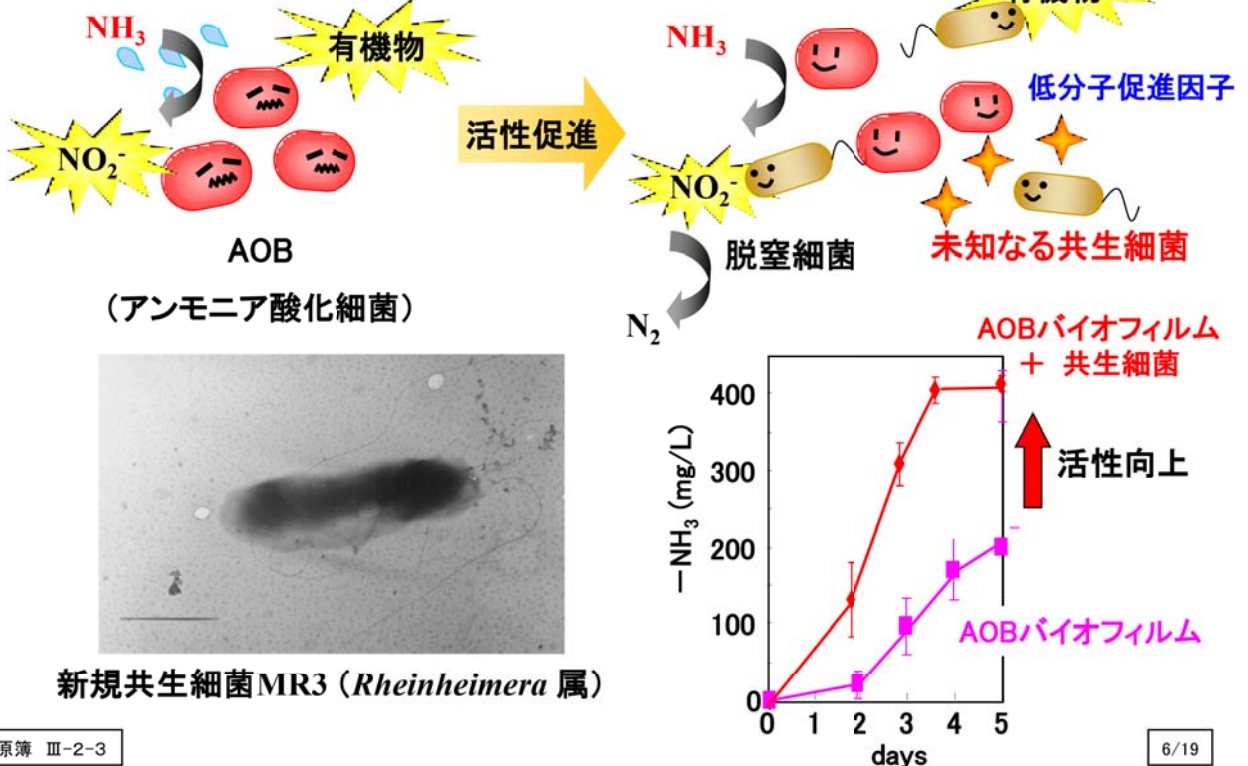 NH3
有機物
NO2-
AOB
（アンモニア酸化細菌）
活性促進
NH3
有機物
低分子促進因子
NO2-
未知なる共生細菌
脱窒細菌
N2
新規共生細菌MR3（Rheinheimera 属）
AOBバイオフィルム
＋ 共生細菌
活性向上
AOBバイオフィルム
－NH3 (mg/L)
400
300
200
100
0
0 1 2 3 4 5
days
原簿 Ⅲ-2-3
6/19